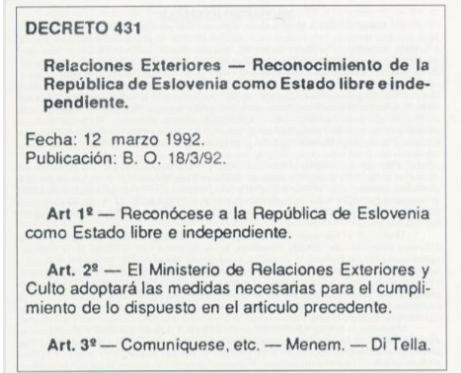 DECRETO 431
Relaciones Exteriores — Reconocimiento de la
República de Eslovenia como Estado libre e inde-
pendiente.
Fecha: 12 marzo 1992.
Publicación: B. O. 18/3/92.
Art 1º — Reconócese a la República de Eslovenia
como Estado libre e independiente.
Art. 2º — El Ministerio de Relaciones Exteriores y
Culto adoptará las medidas necesarias para el cumpli-
miento de lo dispuesto en el artículo precedente.
Art. 3º — Comuníquese, etc. — Menem. — Di Tella.